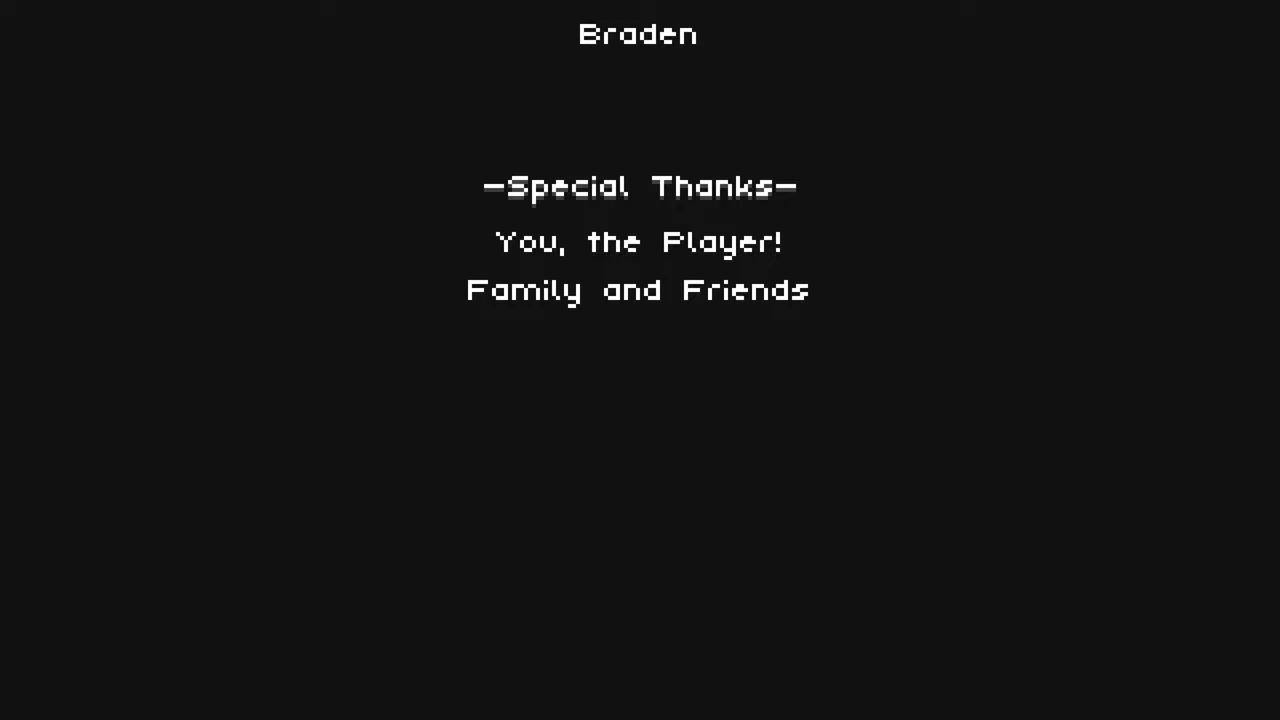 Braden
-Special Thanks-
You, the Player!
Family and Friends